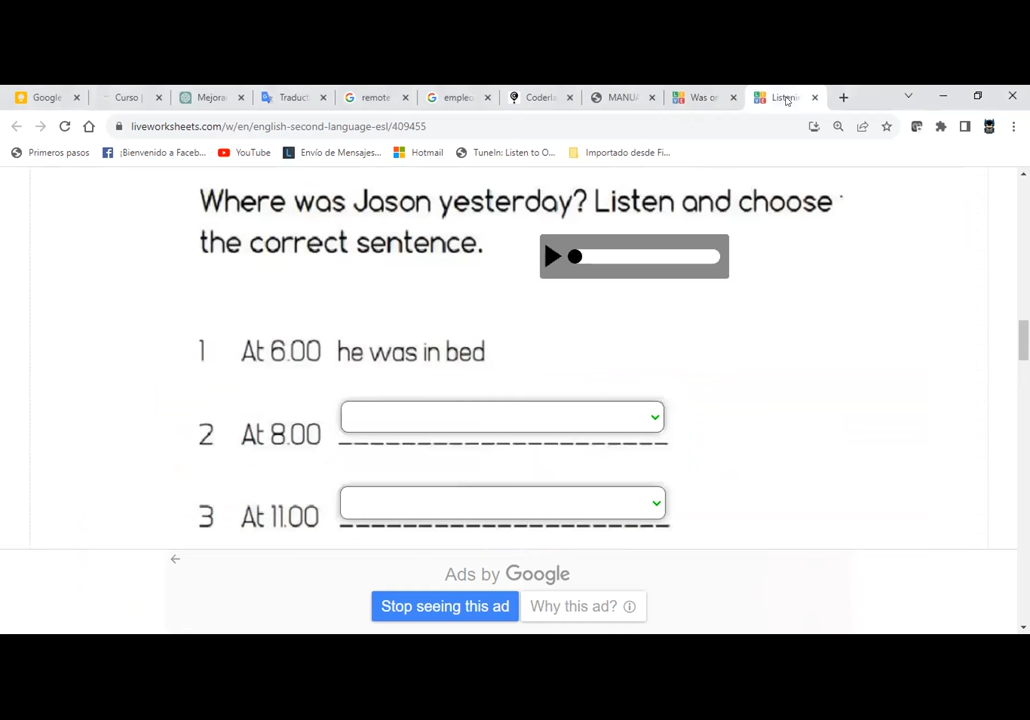 Google
Curso |
Mejora
Traduct
remote
empleo
Coderla
MANUA
Was or
Listeni
liveworksheets.com/w/en/english-second-language-esl/409455
Primeros pasos
¡Bienvenido a Faceb...
YouTube
Envío de Mensajes...
Hotmail
TuneIn: Listen to O...
Importado desde Fi...
Where was Jason yesterday? Listen and choose
the correct sentence.
1 At 6.00 he was in bed
2 At 8.00
3 At 11.00
Ads by Google
Stop seeing this ad
Why this ad?